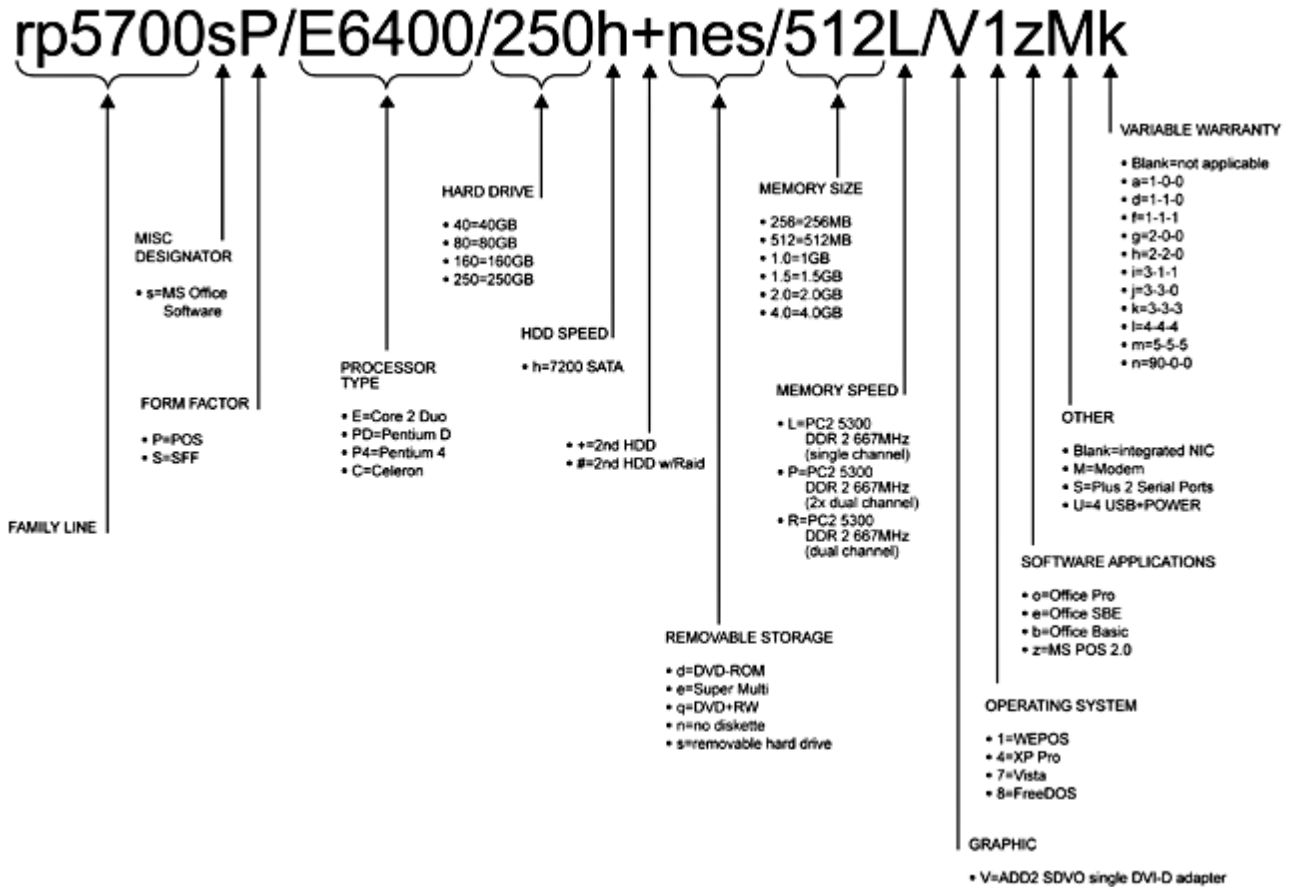 rp5700sP/E6400/250h+nes/512L/V1zMk
VARIABLE WARRANTY
• Blank=not applicable
• a=1-0-0
• d=1-1-0
• f=1-1-1
• g=2-0-0
• h=2-2-0
• i=3-1-1
• j=3-3-0
• k=3-3-3
• l=4-4-4
• m=5-5-5
• n=90-0-0
HARD DRIVE
• 40=40GB
• 80=80GB
• 160=160GB
• 250=250GB
MEMORY SIZE
• 256=256MB
• 512=512MB
• 1.0=1GB
• 1.5=1.5GB
• 2.0=2.0GB
• 4.0=4.0GB
MISC
DESIGNATOR
• s=MS Office
Software
HDD SPEED
• h=7200 SATA
PROCESSOR
TYPE
• E=Core 2 Duo
• PD=Pentium D
• P4=Pentium 4
• C=Celeron
FORM FACTOR
• P=POS
• S=SFF
• +=2nd HDD
• #=2nd HDD w/Raid
MEMORY SPEED
• L=PC2 5300
DDR 2 667MHz
(single channel)
• P=PC2 5300
DDR 2 667MHz
(2x dual channel)
• R=PC2 5300
DDR 2 667MHz
(dual channel)
OTHER
• Blank=integrated NIC
• M=Modem
• S=Plus 2 Serial Ports
• U=4 USB+POWER
FAMILY LINE
SOFTWARE APPLICATIONS
• o=Office Pro
• e=Office SBE
• b=Office Basic
• z=MS POS 2.0
REMOVABLE STORAGE
• d=DVD-ROM
• e=Super Multi
• q=DVD+RW
• n=no diskette
• s=removable hard drive
OPERATING SYSTEM
• 1=WEPOS
• 4=XP Pro
• 7=Vista
• 8=FreeDOS
GRAPHIC
• V=ADD2 SDVO single DVI-D adapter